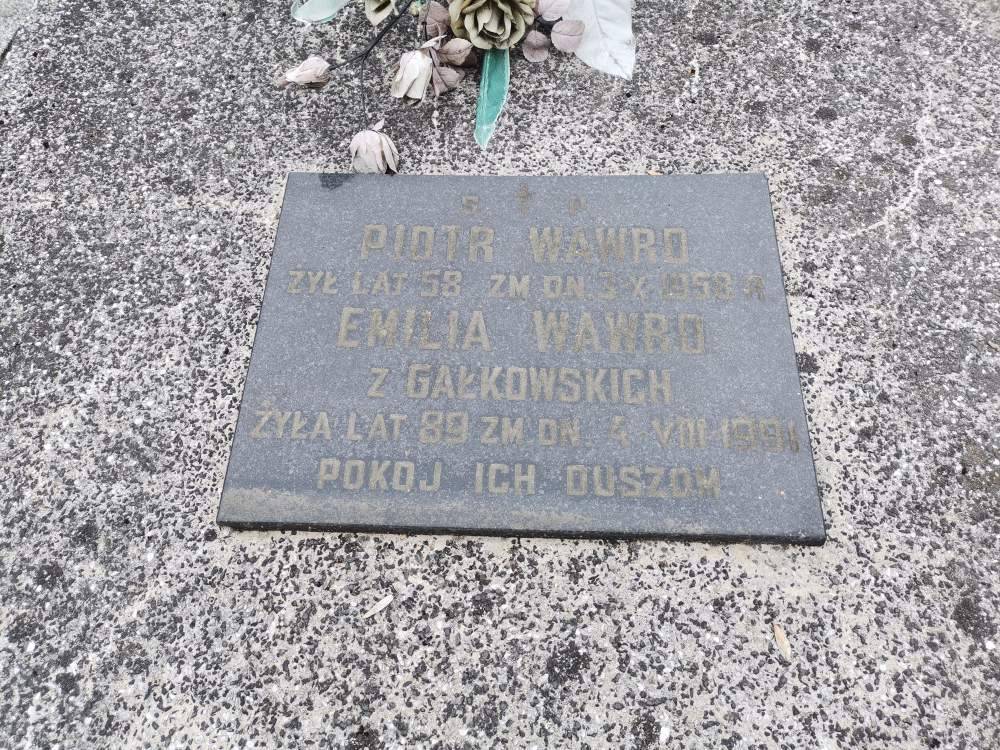 Ś † P
PIOTR WAWRO
ŻYŁ LAT 58 ZM DN. 3 X 1958 R
EMILIA WAWRO
Z GAŁKOWSKICH
ŻYŁA LAT 89 ZM. DN. 4 VIII 1991
POKÓJ ICH DUSZOM